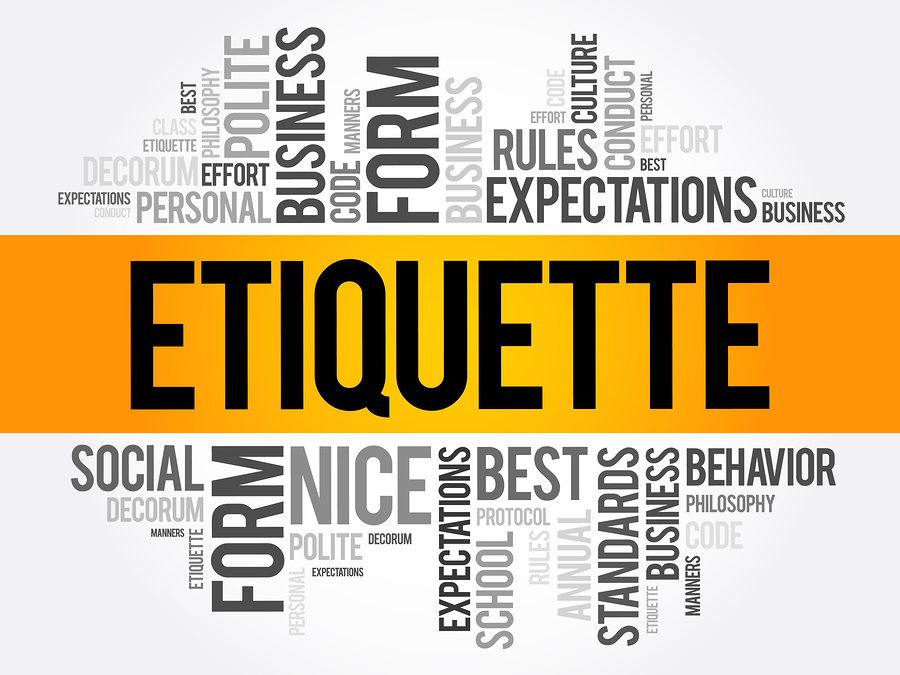 BEST
CLASS
ETIQUETTE
PHILOSOPHY
POLITE
DECORUM
EFFORT
EXPECTATIONS
CONDUCT
PERSONAL
BUSINESS
CODE
MANNERS
FORM
BUSINESS
EFFORT
CODE
CULTURE
CONDUCT
PERSONAL
RULES
EFFORT
BEST
EXPECTATIONS
CULTURE
BUSINESS
ETIQUETTE
SOCIAL
DECORUM
MANNERS
ETIQUETTE
FORM
NICE
POLITE
DECORUM
PERSONAL
EXPECTATIONS
EXPECTATIONS
BEST
PROTOCOL
SCHOOL
RULES
ANNUAL
STANDARDS
BUSINESS
ETIQUETTE
BEHAVIOR
PHILOSOPHY
CODE
MANNERS